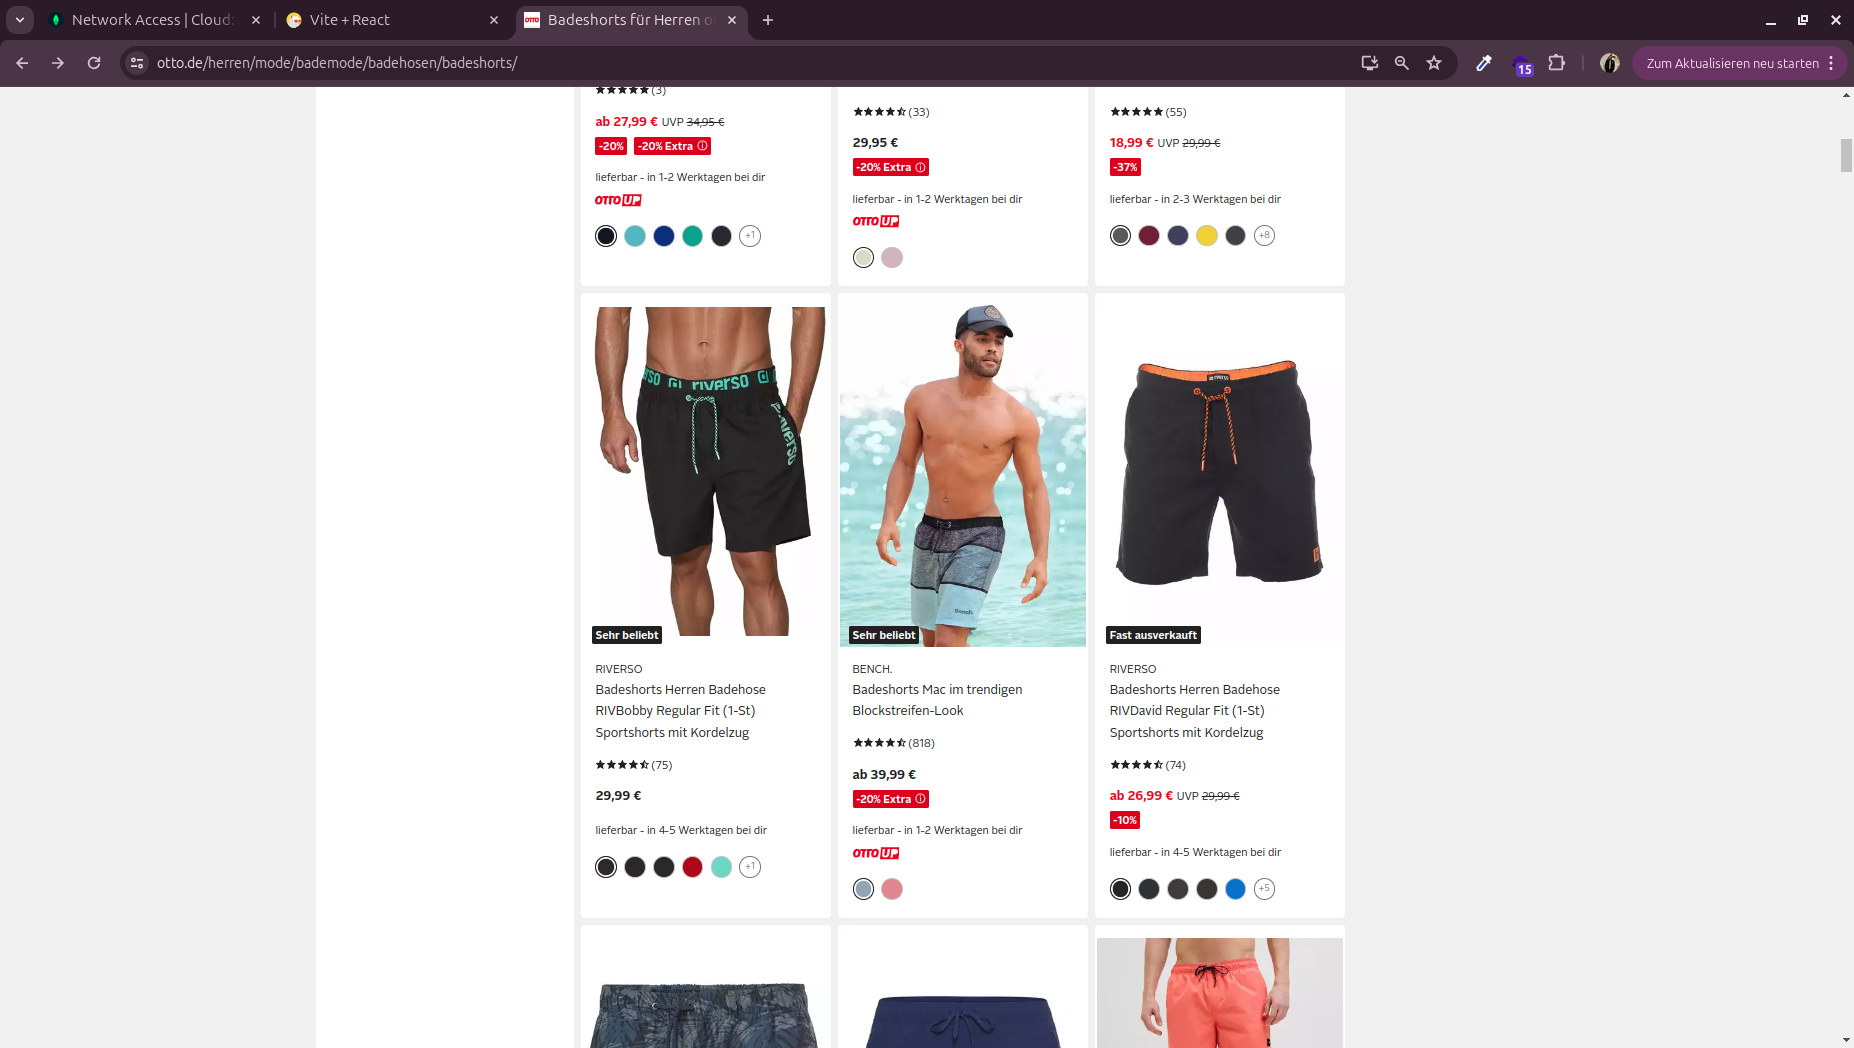 Network Access | Cloud:
Vite + React
Badeshorts für Herren o
otto.de/herren/mode/bademode/badehosen/badeshorts/
15
Zum Aktualisieren neu starten
(3)
ab 27,99 € UVP 34,95 €
-20% -20% Extra
lieferbar - in 1-2 Werktagen bei dir
OTTO UP
+1
(33)
29,95 €
-20% Extra
lieferbar - in 1-2 Werktagen bei dir
OTTO UP
(55)
18,99 € UVP 29,99 €
-37%
lieferbar - in 2-3 Werktagen bei dir
+8
riverso
riverso
Sehr beliebt
RIVERSO
Badeshorts Herren Badehose
RIVBobby Regular Fit (1-St)
Sportshorts mit Kordelzug
(75)
29,99 €
lieferbar - in 4-5 Werktagen bei dir
+1
Bench.
Sehr beliebt
BENCH.
Badeshorts Mac im trendigen
Blockstreifen-Look
(818)
ab 39,99 €
-20% Extra
lieferbar - in 1-2 Werktagen bei dir
OTTO UP
riverso
Fast ausverkauft
RIVERSO
Badeshorts Herren Badehose
RIVDavid Regular Fit (1-St)
Sportshorts mit Kordelzug
(74)
ab 26,99 € UVP 29,99 €
-10%
lieferbar - in 4-5 Werktagen bei dir
+5